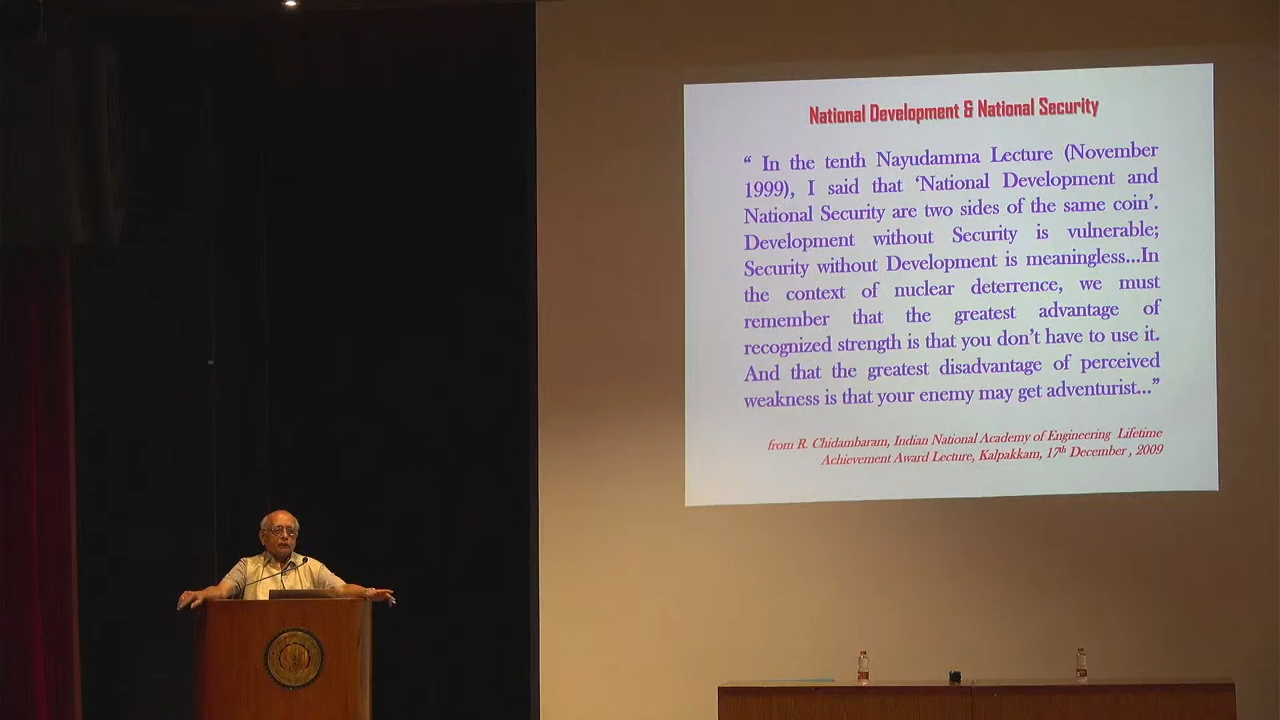 National Development & National Security
“ In the tenth Nayudamma Lecture (November
1999), I said that ‘National Development and
National Security are two sides of the same coin’.
Development without Security is vulnerable;
Security without Development is meaningless...In
the context of nuclear deterrence, we must
remember that the greatest advantage of
recognized strength is that you don’t have to use it.
And that the greatest disadvantage of perceived
weakness is that your enemy may get adventurist...”
from R. Chidambaram, Indian National Academy of Engineering Lifetime
Achievement Award Lecture, Kalpakkam, 17th December , 2009